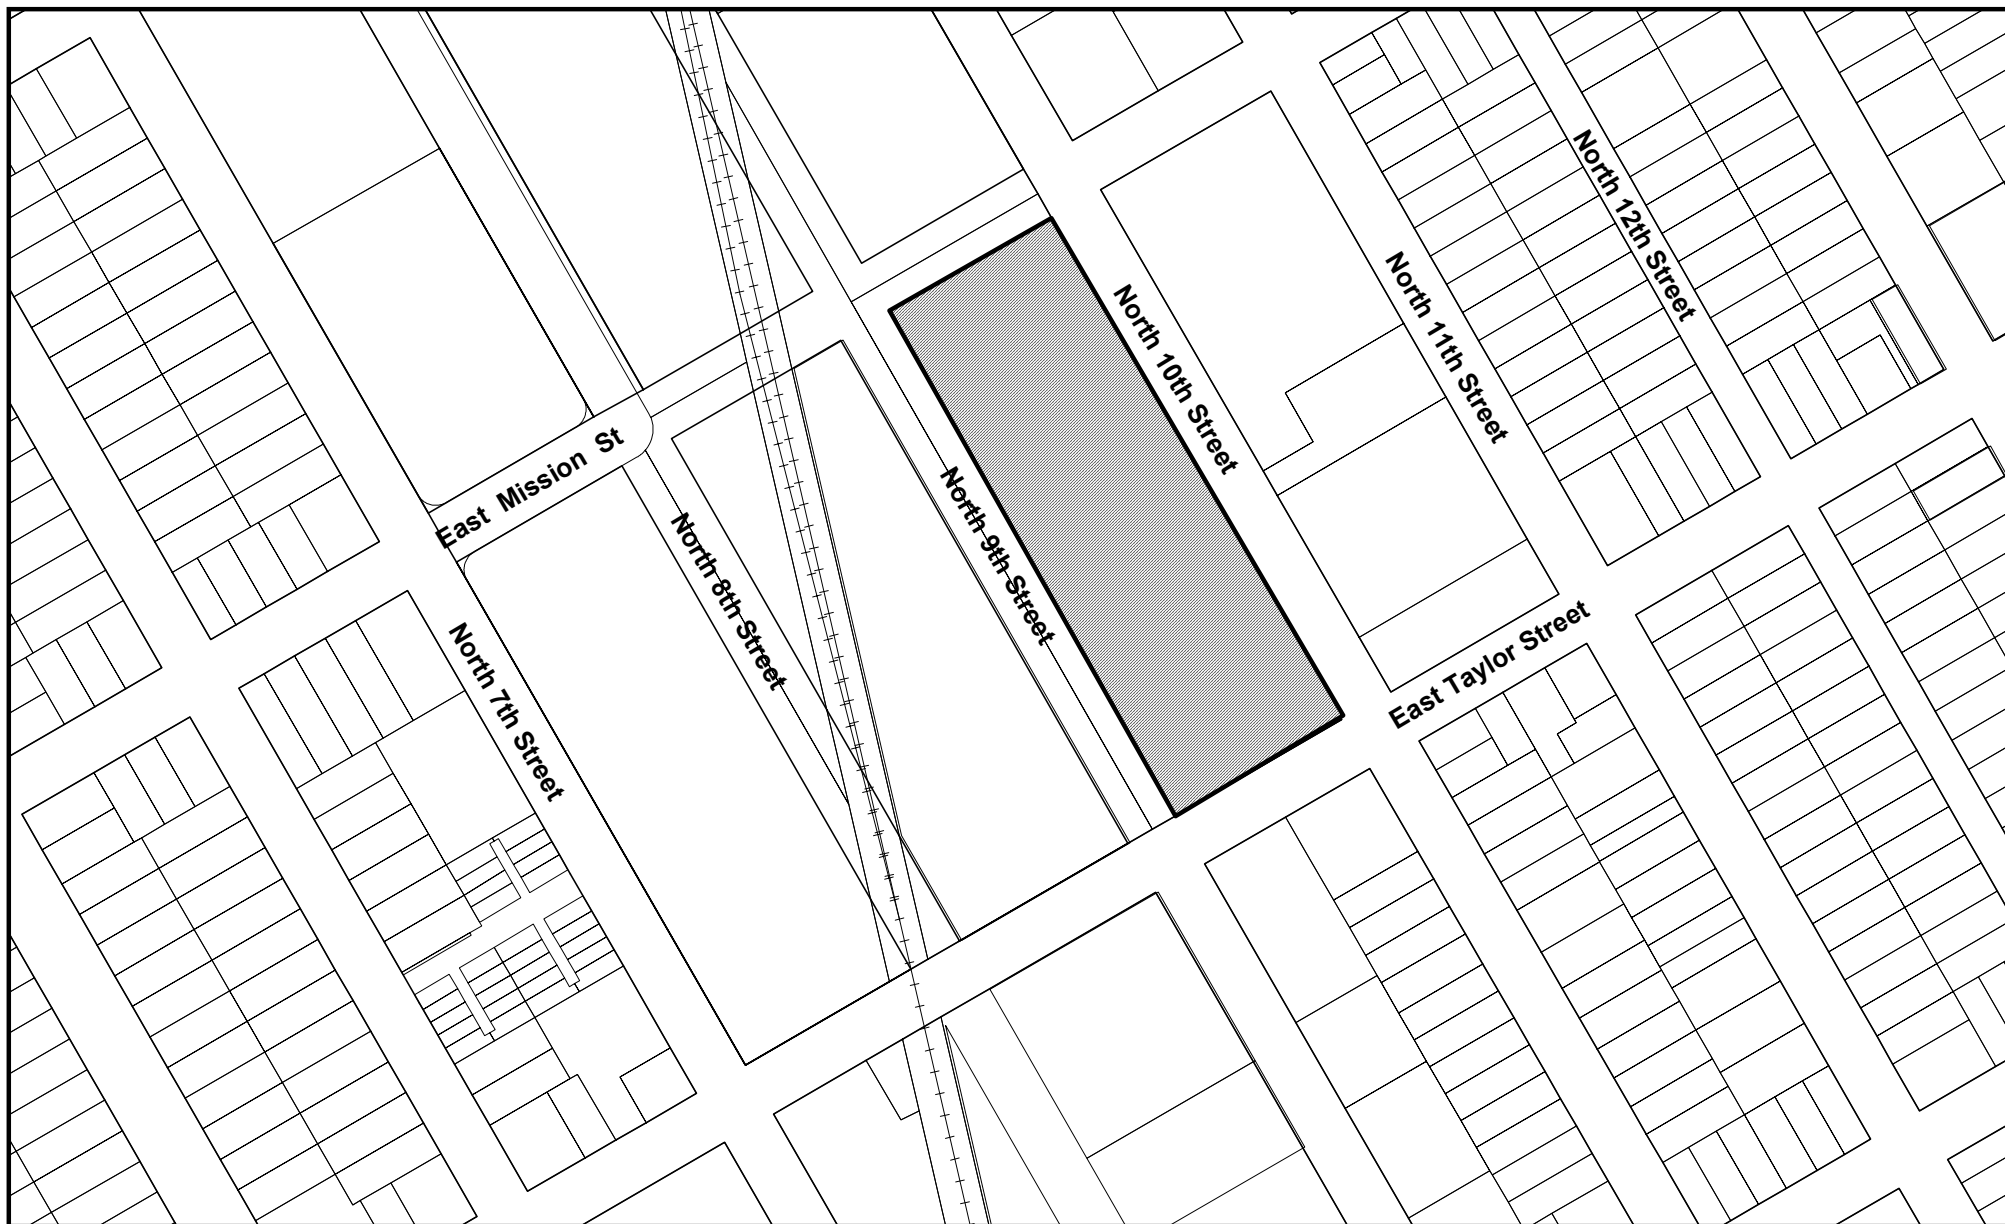 North 12th Street
North 11th Street
North 10th Street
East Mission St
North 9th Street
North 8th Street
North 7th Street
East Taylor Street